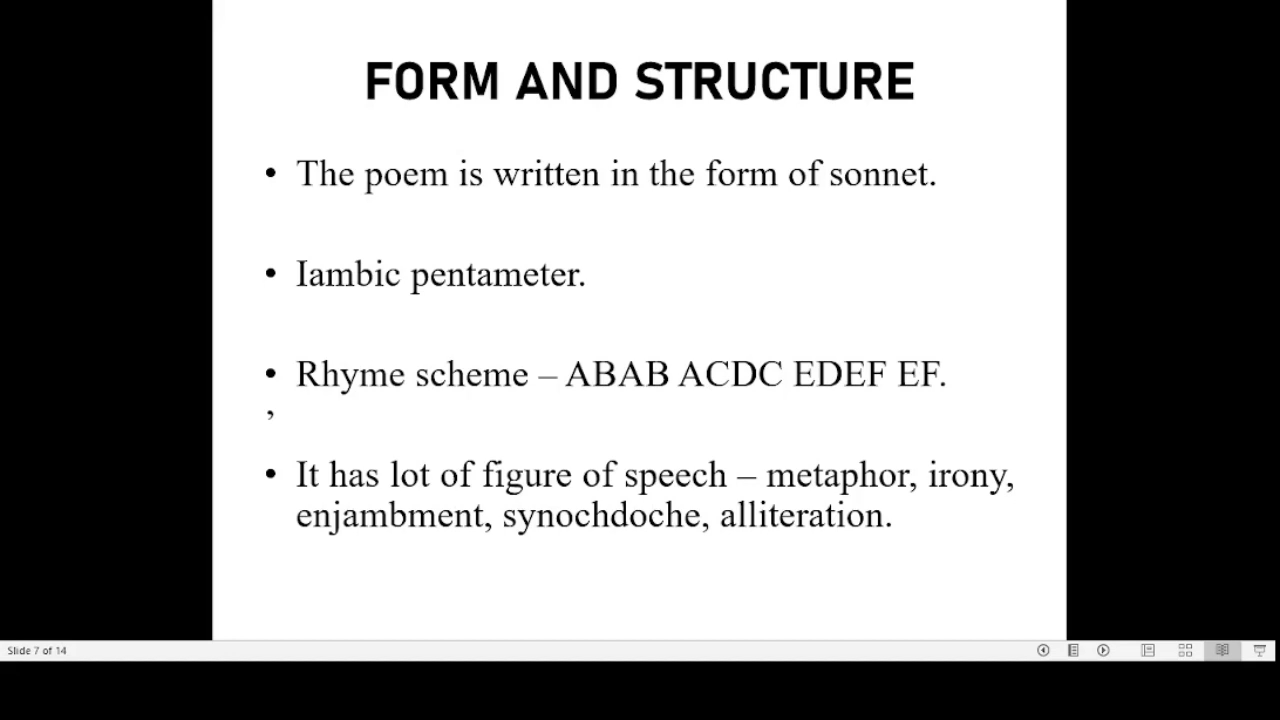 FORM AND STRUCTURE
• The poem is written in the form of sonnet.
• Iambic pentameter.
• Rhyme scheme – ABAB ACDC EDEF EF.
,
• It has lot of figure of speech – metaphor, irony,
enjambment, synochdoche, alliteration.
Slide 7 of 14